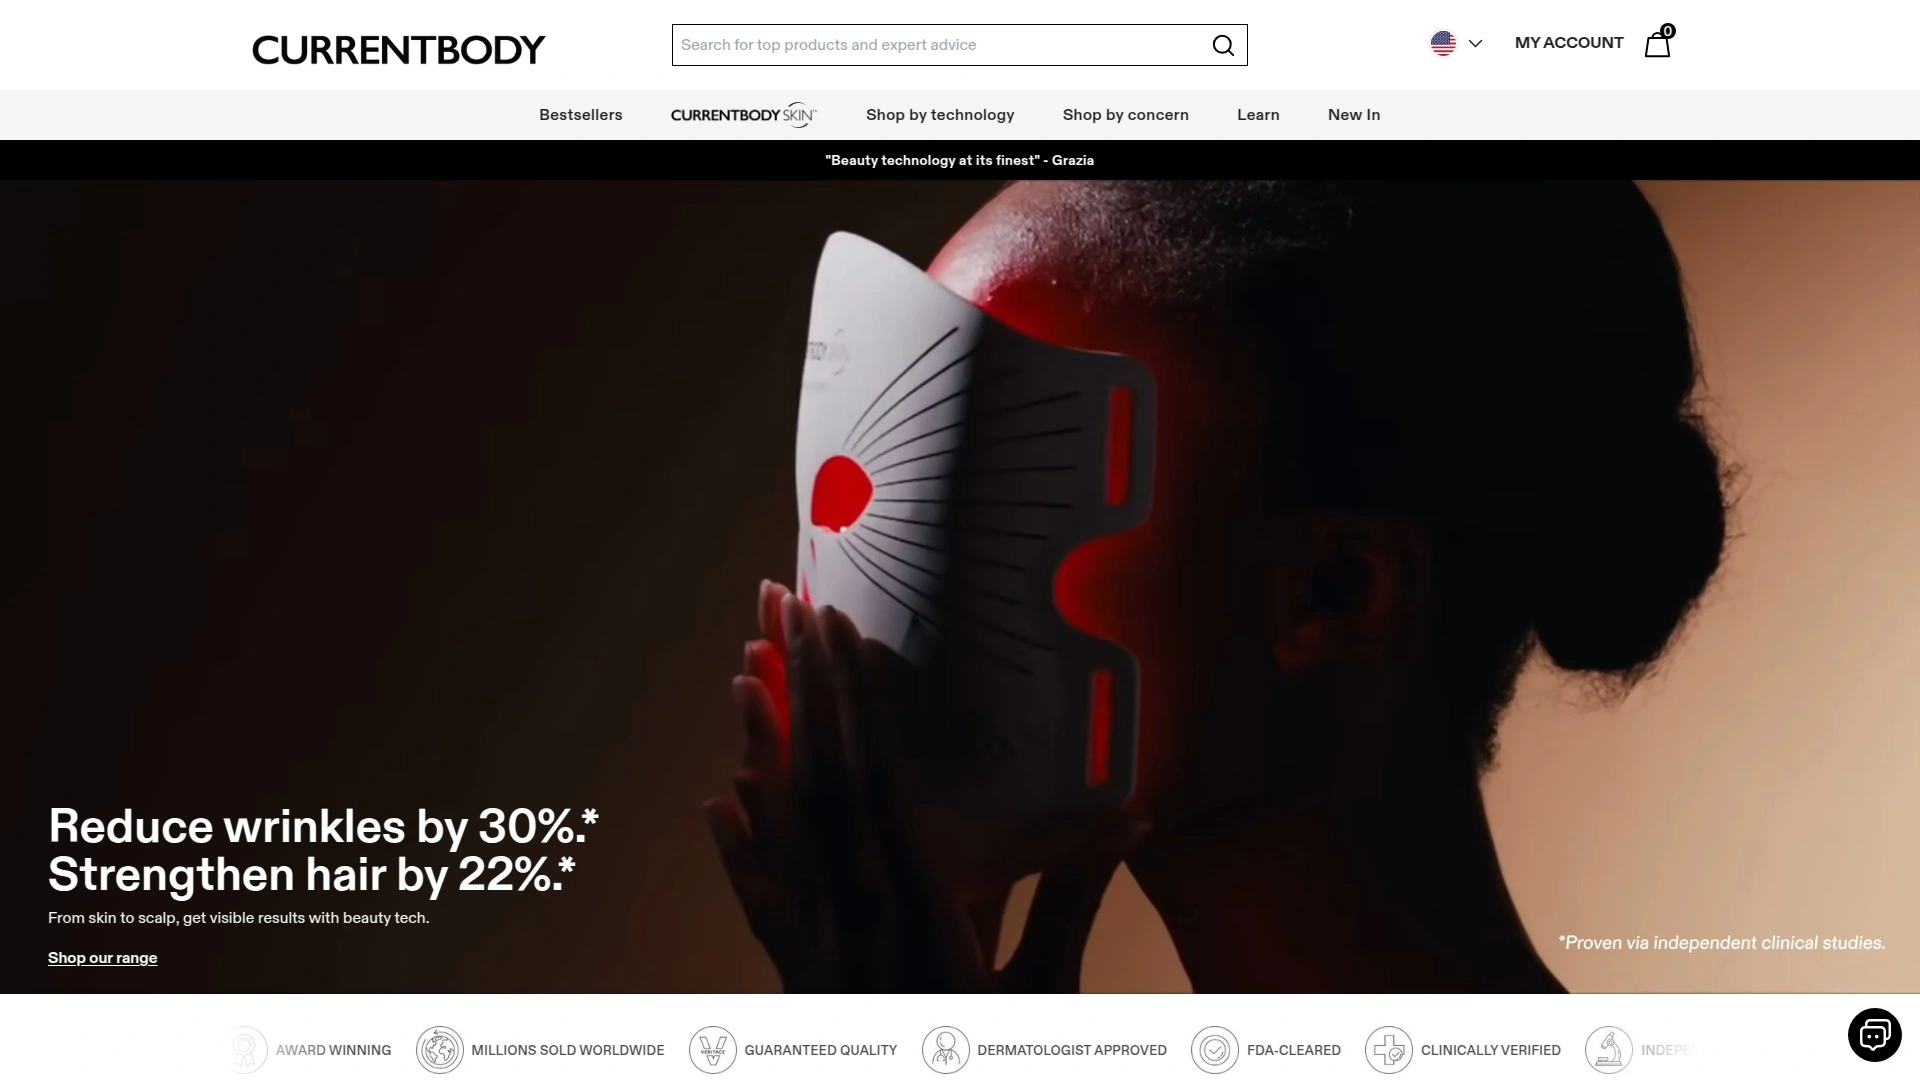 CURRENTBODY
Search for top products and expert advice
MY ACCOUNT
0
Bestsellers
CURRENTBODY SKIN™
Shop by technology
Shop by concern
Learn
New In
"Beauty technology at its finest" - Grazia
Reduce wrinkles by 30%.*
Strengthen hair by 22%.*
From skin to scalp, get visible results with beauty tech.
Shop our range
*Proven via independent clinical studies.
AWARD WINNING
MILLIONS SOLD WORLDWIDE
VERITACE
GUARANTEED QUALITY
DERMATOLOGIST APPROVED
FDA-CLEARED
CLINICALLY VERIFIED